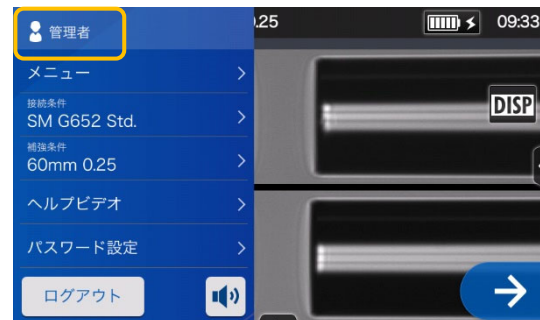 管理者
.25
09:33
メニュー
接続条件
SM G652 Std.
補強条件
60mm 0.25
DISP
ヘルプビデオ
パスワード設定
ログアウト